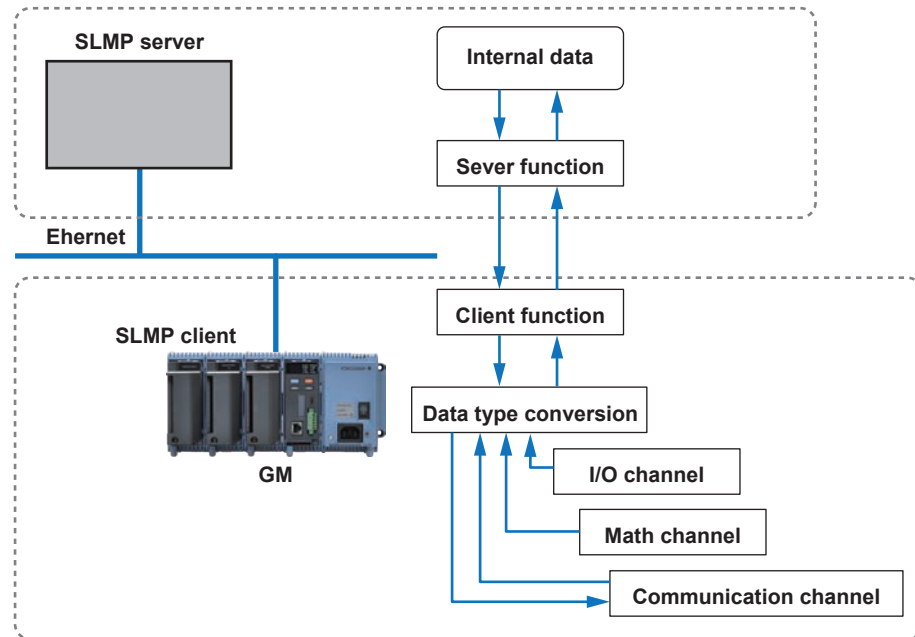 SLMP server
Internal data
Sever function
Ehernet
Client function
SLMP client
Data type conversion
GM
I/O channel
Math channel
Communication channel